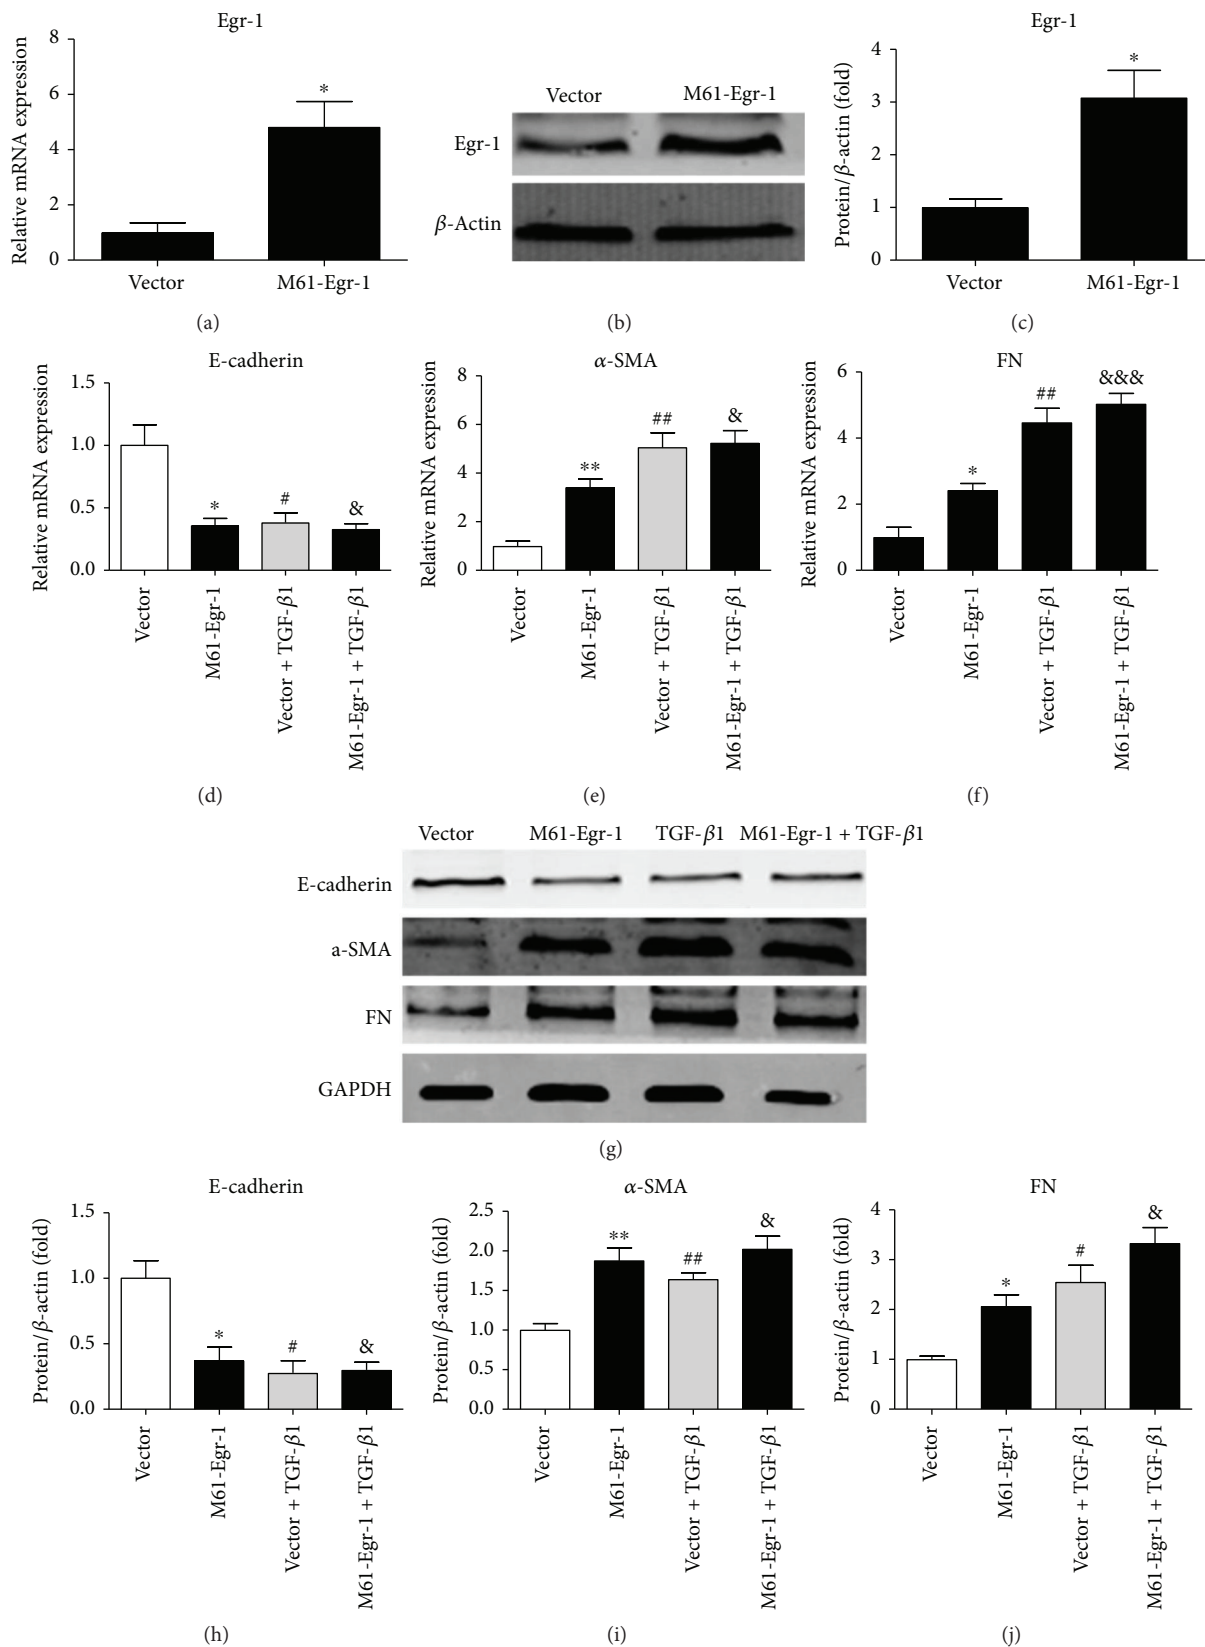 Egr-1
Relative mRNA expression
8
6
4
2
0
*
Vector
M61-Egr-1
(a)
Vector M61-Egr-1
Egr-1
β-Actin
(b)
Egr-1
Protein/β-actin (fold)
4
3
2
1
0
*
Vector
M61-Egr-1
(c)
E-cadherin
Relative mRNA expression
1.5
1.0
0.5
0.0
*
#
&
Vector
M61-Egr-1
Vector + TGF-β1
M61-Egr-1 + TGF-β1
(d)
α-SMA
Relative mRNA expression
8
6
4
2
0
**
##
&
Vector
M61-Egr-1
Vector + TGF-β1
M61-Egr-1 + TGF-β1
(e)
FN
Relative mRNA expression
6
4
2
0
*
##
&&&
Vector
M61-Egr-1
Vector + TGF-β1
M61-Egr-1 + TGF-β1
(f)
Vector M61-Egr-1 TGF-β1 M61-Egr-1 + TGF-β1
E-cadherin
a-SMA
FN
GAPDH
(g)
E-cadherin
Protein/β-actin (fold)
1.5
1.0
0.5
0.0
*
#
&
Vector
M61-Egr-1
Vector + TGF-β1
M61-Egr-1 + TGF-β1
(h)
α-SMA
Protein/β-actin (fold)
2.5
2.0
1.5
1.0
0.5
0.0
**
##
&
Vector
M61-Egr-1
Vector + TGF-β1
M61-Egr-1 + TGF-β1
(i)
FN
Protein/β-actin (fold)
4
3
2
1
0
*
#
&
Vector
M61-Egr-1
Vector + TGF-β1
M61-Egr-1 + TGF-β1
(j)